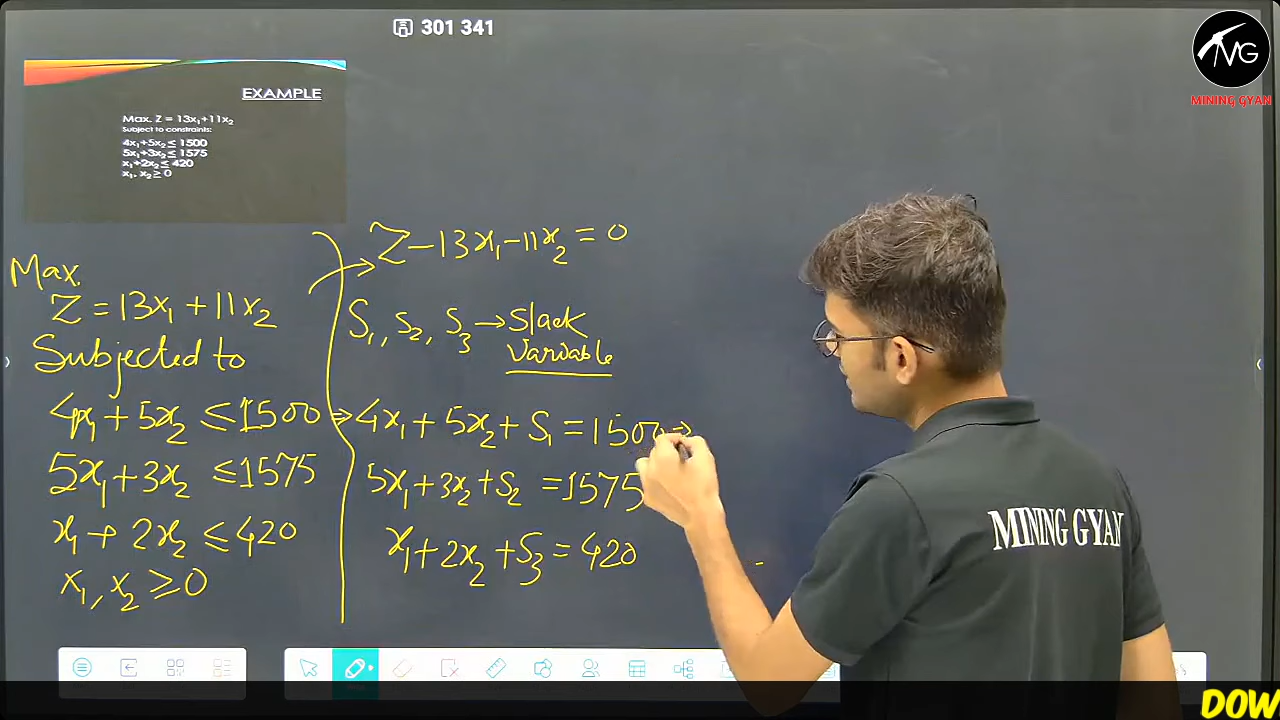 301 341
MG
MINING GYAN
EXAMPLE
Max. Z = 13x₁+11x₂
Subject to constraints:
4x₁+5x₂ ≤ 1500
5x₁+3x₂ ≤ 1575
x₁+2x₂ ≤ 420
x₁, x₂ ≥ 0
Max.
Z = 13x₁ + 11x₂
Subjected to
4x₁ + 5x₂ ≤ 1500
5x₁ + 3x₂ ≤ 1575
x₁ + 2x₂ ≤ 420
x₁, x₂ ≥ 0
Z − 13x₁ − 11x₂ = 0
S₁, S₂, S₃ → Slack
Variable
→ 4x₁ + 5x₂ + S₁ = 1500 →
5x₁ + 3x₂ + S₂ = 1575
x₁ + 2x₂ + S₃ = 420
MINING GYAN
DOW